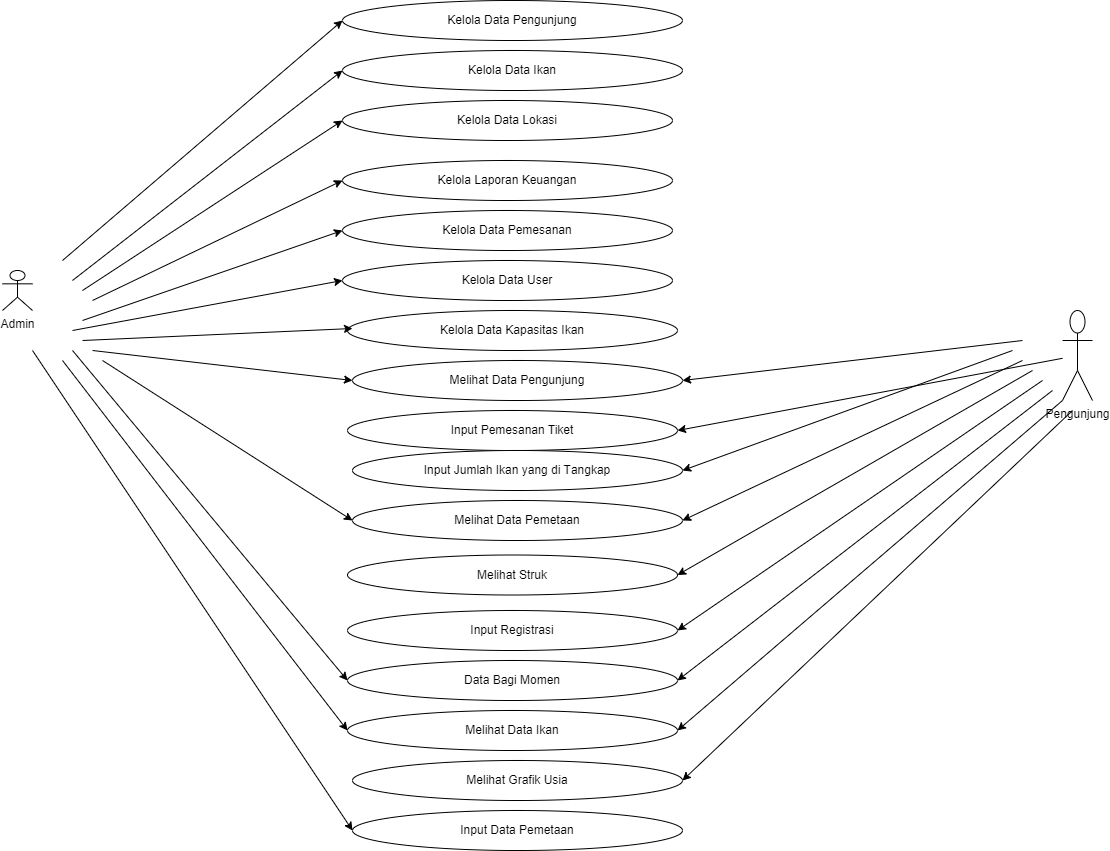 Kelola Data Pengunjung
Kelola Data Ikan
Kelola Data Lokasi
Kelola Laporan Keuangan
Kelola Data Pemesanan
Kelola Data User
Admin
Kelola Data Kapasitas Ikan
Melihat Data Pengunjung
Pengunjung
Input Pemesanan Tiket
Input Jumlah Ikan yang di Tangkap
Melihat Data Pemetaan
Melihat Struk
Input Registrasi
Data Bagi Momen
Melihat Data Ikan
Melihat Grafik Usia
Input Data Pemetaan